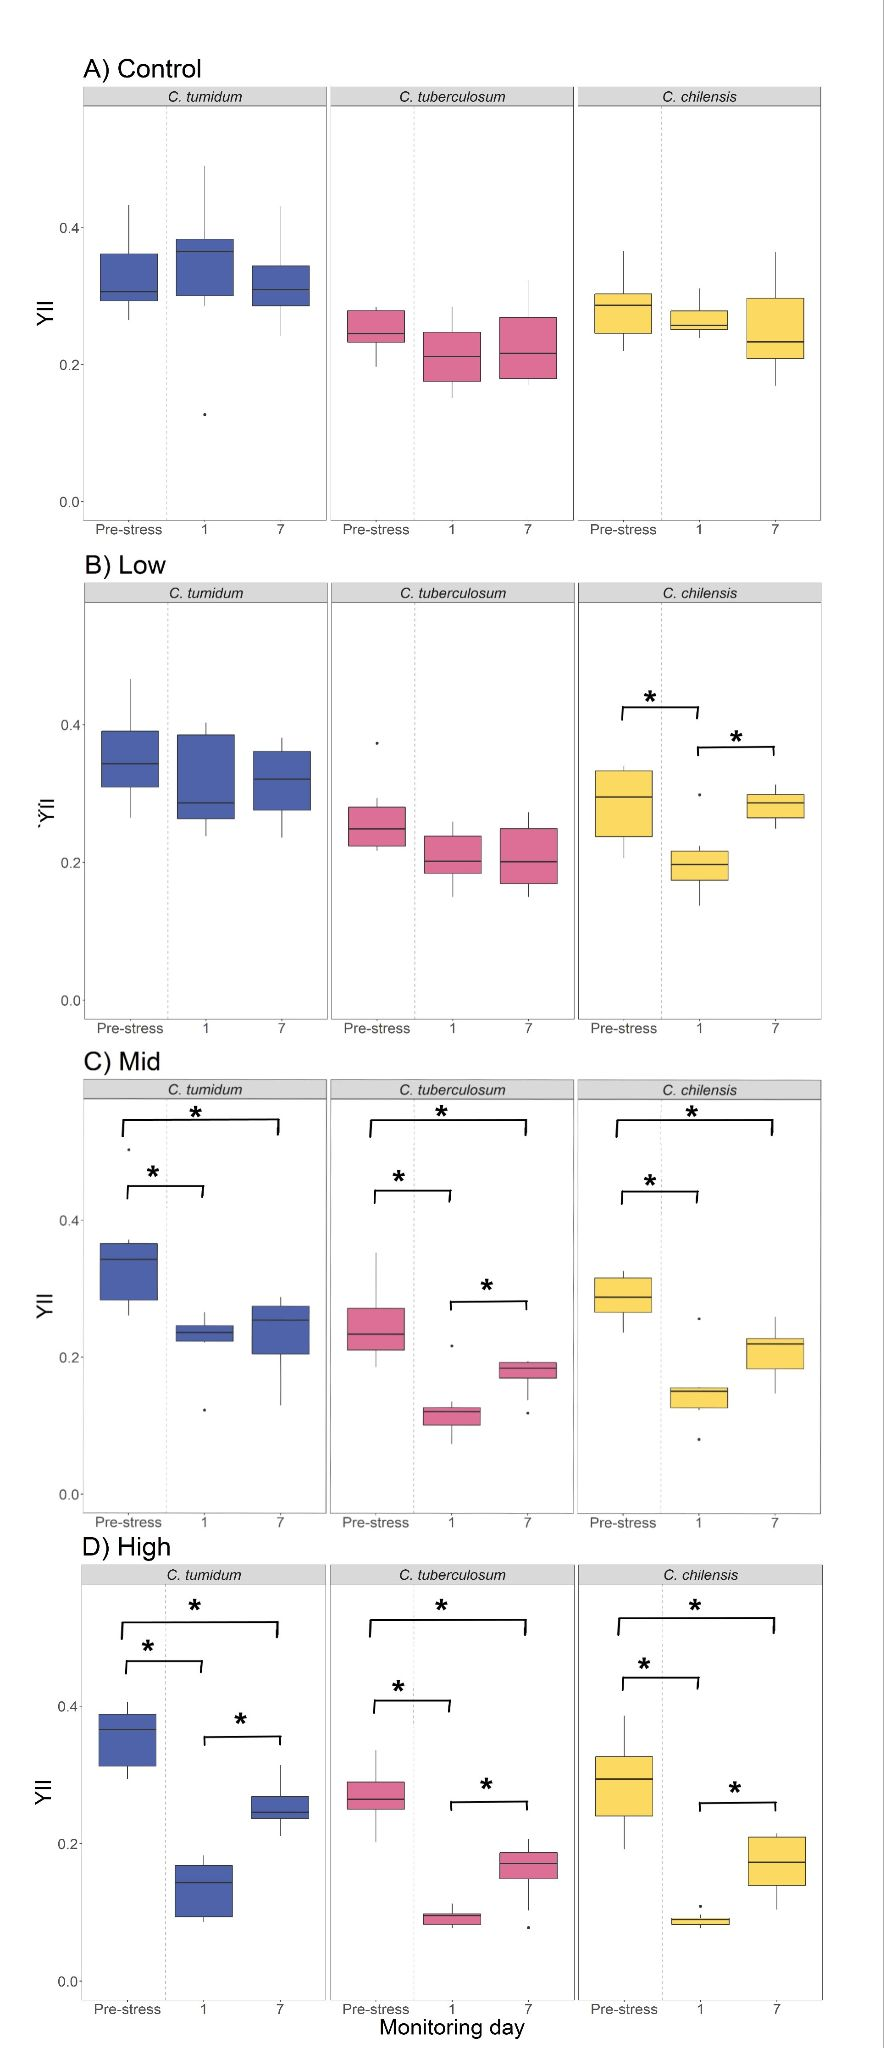 A) Control
C. tumidum C. tuberculosum C. chilensis
0.4
YII
0.2
0.0
Pre-stress 1 7 Pre-stress 1 7 Pre-stress 1 7
B) Low
C. tumidum C. tuberculosum C. chilensis
* *
0.4
YII
0.2
0.0
Pre-stress 1 7 Pre-stress 1 7 Pre-stress 1 7
C) Mid
C. tumidum C. tuberculosum C. chilensis
* * *
* * *
0.4
*
YII
0.2
0.0
Pre-stress 1 7 Pre-stress 1 7 Pre-stress 1 7
D) High
C. tumidum C. tuberculosum C. chilensis
* * *
* * *
0.4
* * *
YII
0.2
0.0
Pre-stress 1 7 Pre-stress 1 7 Pre-stress 1 7
Monitoring day